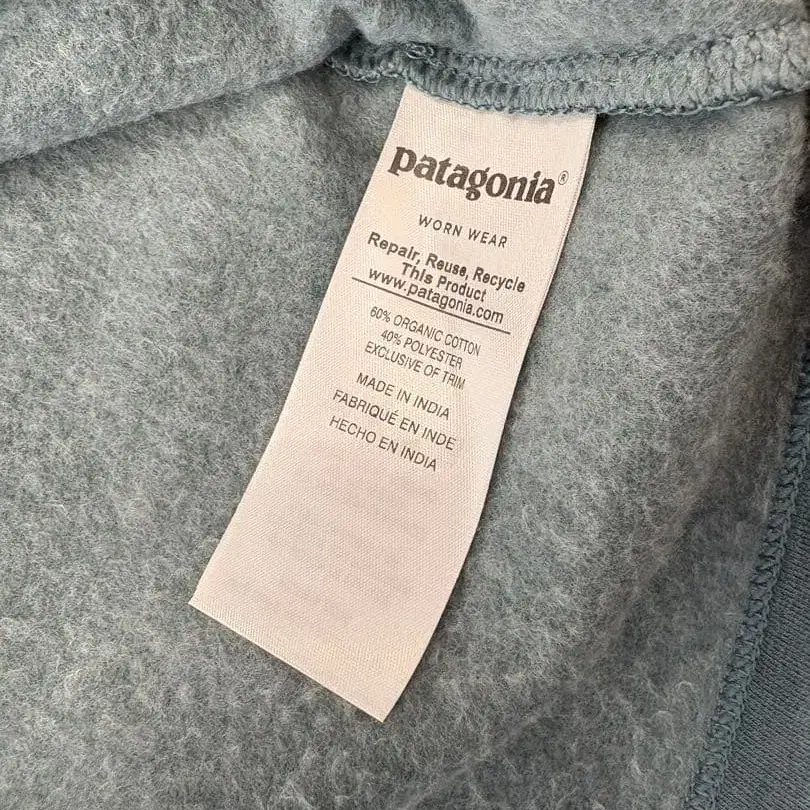 patagonia®
WORN WEAR
Repair, Reuse, Recycle
This Product
www.patagonia.com
60% ORGANIC COTTON
40% POLYESTER
EXCLUSIVE OF TRIM
MADE IN INDIA
FABRIQUÉ EN INDE
HECHO EN INDIA